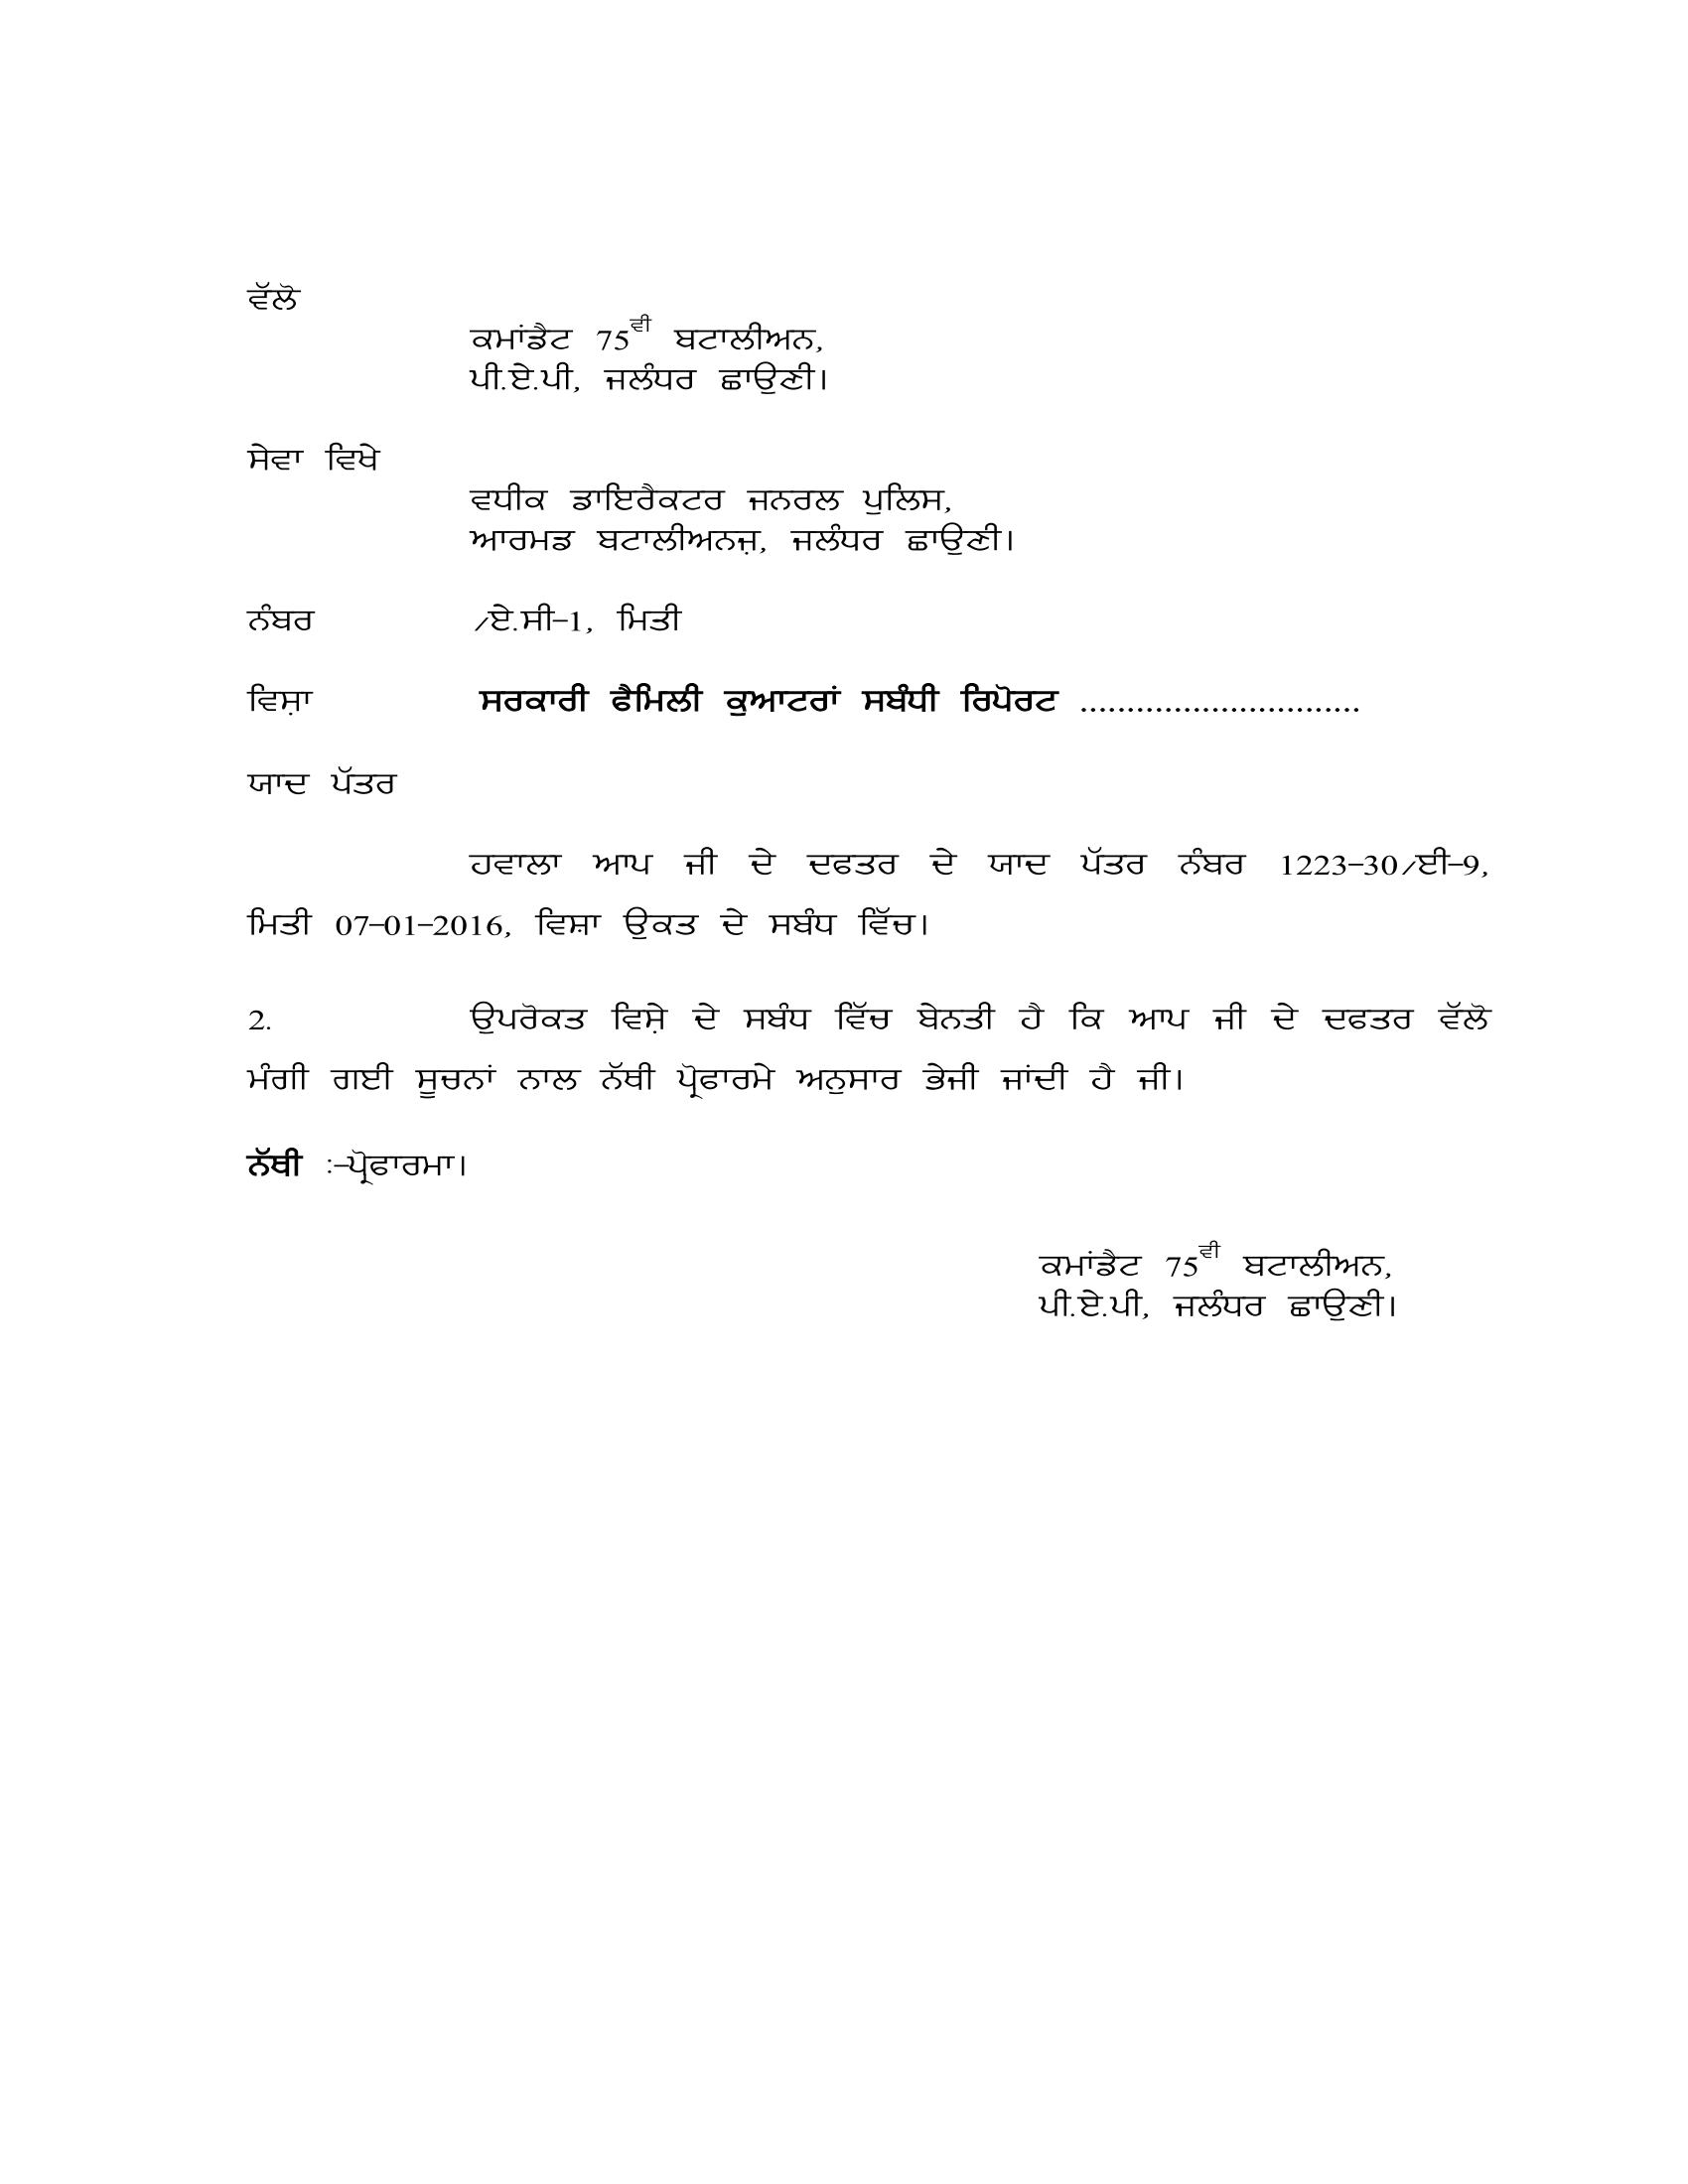 ਵੱਲੋ
ਕਮਾਂਡੈਟ 75ਵੀ ਬਟਾਲੀਅਨ,
ਪੀ.ਏ.ਪੀ, ਜਲੰਧਰ ਛਾਉਣੀ।
ਸੇਵਾ ਵਿਖੇ
ਵਧੀਕ ਡਾਇਰੈਕਟਰ ਜਨਰਲ ਪੁਲਿਸ,
ਆਰਮਡ ਬਟਾਲੀਅਨਜ਼, ਜਲੰਧਰ ਛਾਉਣੀ।
ਨੰਬਰ /ਏ.ਸੀ-1, ਮਿਤੀ
ਵਿਸ਼ਾ ਸਰਕਾਰੀ ਫੈਮਿਲੀ ਕੁਆਟਰਾਂ ਸਬੰਧੀ ਰਿਪੋਰਟ ..............................
ਯਾਦ ਪੱਤਰ
ਹਵਾਲਾ ਆਪ ਜੀ ਦੇ ਦਫਤਰ ਦੇ ਯਾਦ ਪੱਤਰ ਨੰਬਰ 1223-30/ਈ-9,
ਮਿਤੀ 07-01-2016, ਵਿਸ਼ਾ ਉਕਤ ਦੇ ਸਬੰਧ ਵਿੱਚ।
2. ਉਪਰੋਕਤ ਵਿਸ਼ੇ ਦੇ ਸਬੰਧ ਵਿੱਚ ਬੇਨਤੀ ਹੈ ਕਿ ਆਪ ਜੀ ਦੇ ਦਫਤਰ ਵੱਲੋ
ਮੰਗੀ ਗਈ ਸੂਚਨਾਂ ਨਾਲ ਨੱਥੀ ਪ੍ਰੋਫਾਰਮੇ ਅਨੁਸਾਰ ਭੇਜੀ ਜਾਂਦੀ ਹੈ ਜੀ।
ਨੱਥੀ :-ਪ੍ਰੋਫਾਰਮਾ।
ਕਮਾਂਡੈਟ 75ਵੀ ਬਟਾਲੀਅਨ,
ਪੀ.ਏ.ਪੀ, ਜਲੰਧਰ ਛਾਉਣੀ।